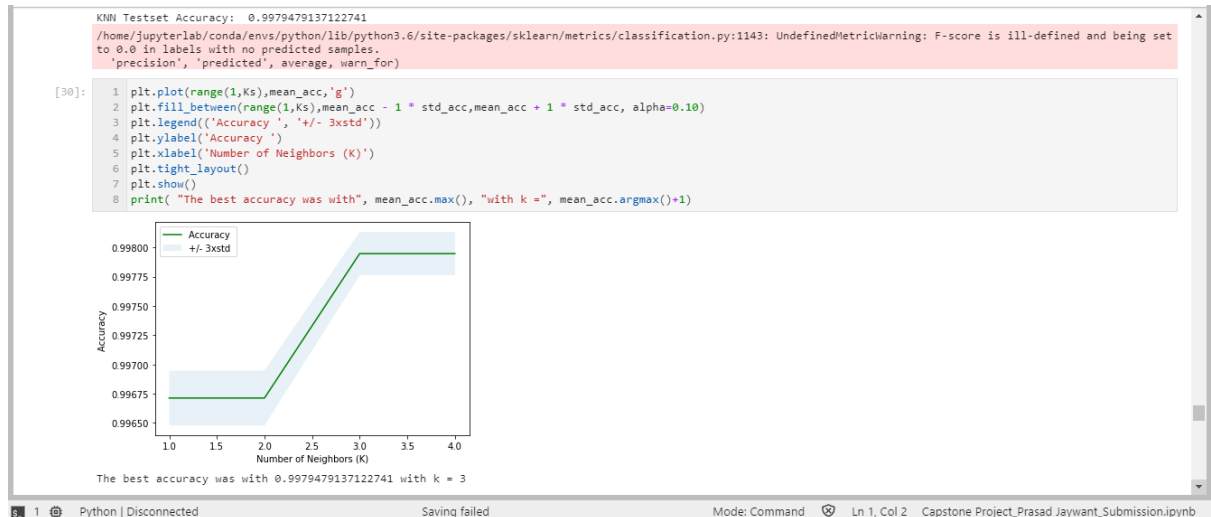 KNN Testset Accuracy:  0.9979479137122741
/home/jupyterlab/conda/envs/python/lib/python3.6/site-packages/sklearn/metrics/classification.py:1143: UndefinedMetricWarning: F-score is ill-defined and being set
to 0.0 in labels with no predicted samples.
  'precision', 'predicted', average, warn_for)
[30]:
1 plt.plot(range(1,Ks),mean_acc,'g')
2 plt.fill_between(range(1,Ks),mean_acc - 1 * std_acc,mean_acc + 1 * std_acc, alpha=0.10)
3 plt.legend(('Accuracy ', '+/- 3xstd'))
4 plt.ylabel('Accuracy ')
5 plt.xlabel('Number of Neighbors (K)')
6 plt.tight_layout()
7 plt.show()
8 print( "The best accuracy was with", mean_acc.max(), "with k =", mean_acc.argmax()+1)
Accuracy
+/- 3xstd
0.99800
0.99775
0.99750
0.99725
0.99700
0.99675
0.99650
Accuracy
1.0 1.5 2.0 2.5 3.0 3.5 4.0
Number of Neighbors (K)
The best accuracy was with 0.9979479137122741 with k = 3
1 Python | Disconnected Saving failed Mode: Command Ln 1, Col 2 Capstone Project_Prasad Jaywant_Submission.ipynb